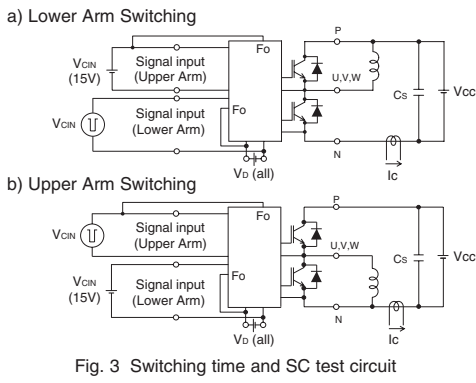 a) Lower Arm Switching
Fo
P
VCIN
(15V)
Signal input
(Upper Arm)
U,V,W
CS
Vcc
VCIN
Signal input
(Lower Arm)
Fo
N
Ic
VD (all)
b) Upper Arm Switching
Fo
P
VCIN
Signal input
(Upper Arm)
U,V,W
CS
Vcc
VCIN
(15V)
Signal input
(Lower Arm)
Fo
N
Ic
VD (all)
Fig. 3 Switching time and SC test circuit